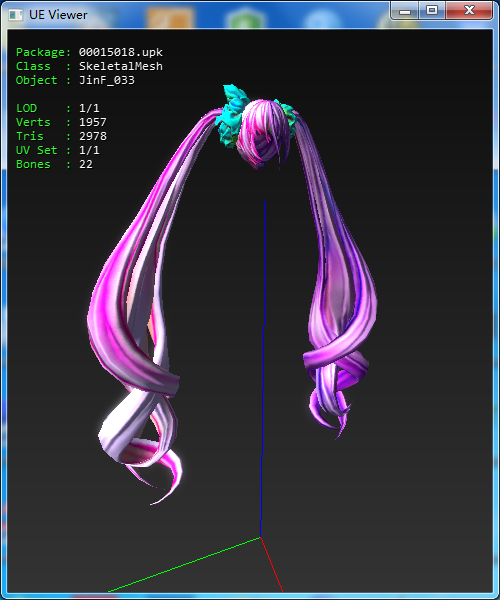 UE Viewer
Package: 00015018.upk
Class  : SkeletalMesh
Object : JinF_033
LOD    : 1/1
Verts  : 1957
Tris   : 2978
UV Set : 1/1
Bones  : 22